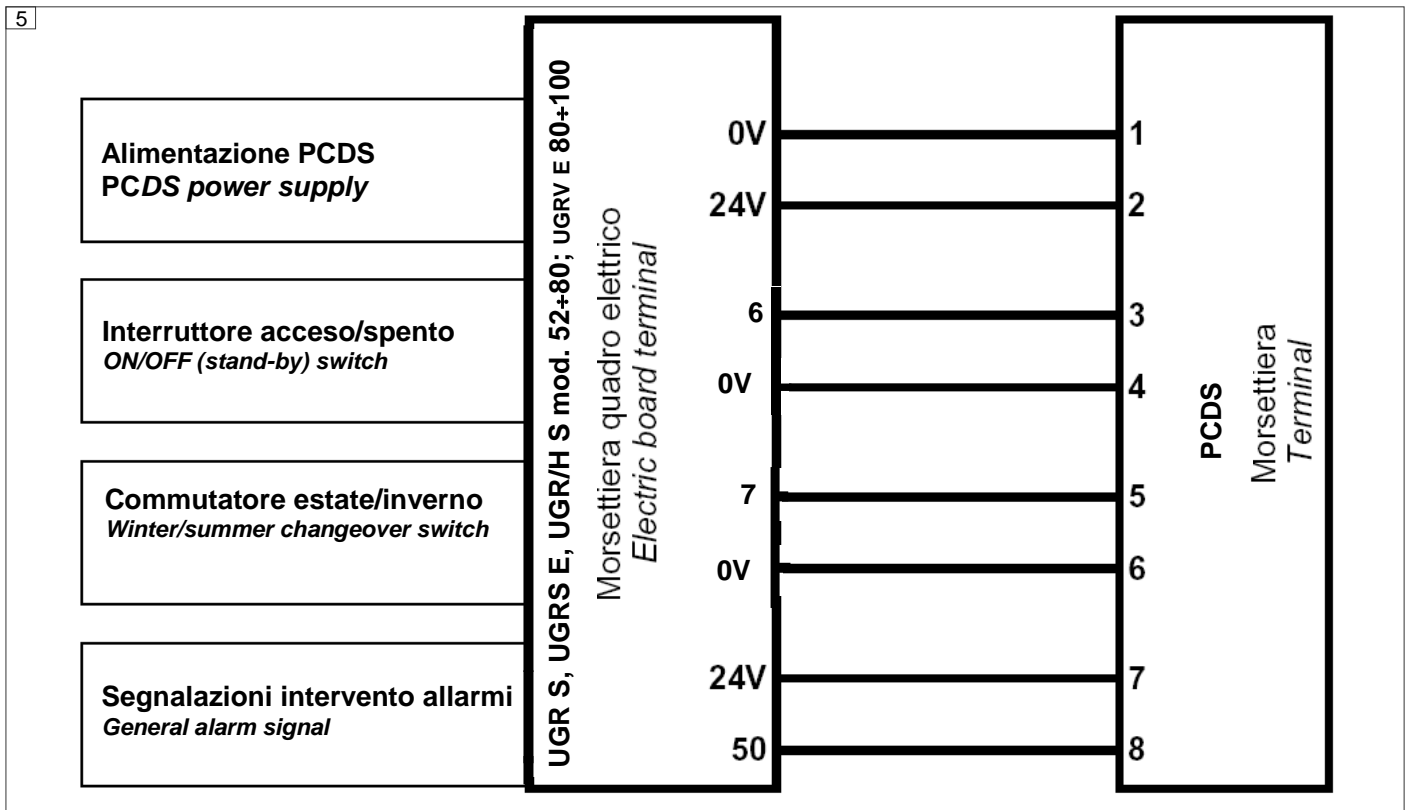 5
Alimentazione PCDS
PCDS power supply
Interruttore acceso/spento
ON/OFF (stand-by) switch
Commutatore estate/inverno
Winter/summer changeover switch
Segnalazioni intervento allarmi
General alarm signal
UGR S, UGRS E, UGR/H S mod. 52÷80; UGRV E 80÷100
Morsettiera quadro elettrico
Electric board terminal
0V
24V
6
0V
7
0V
24V
50
1
2
3
4
5
6
7
8
PCDS
Morsettiera
Terminal